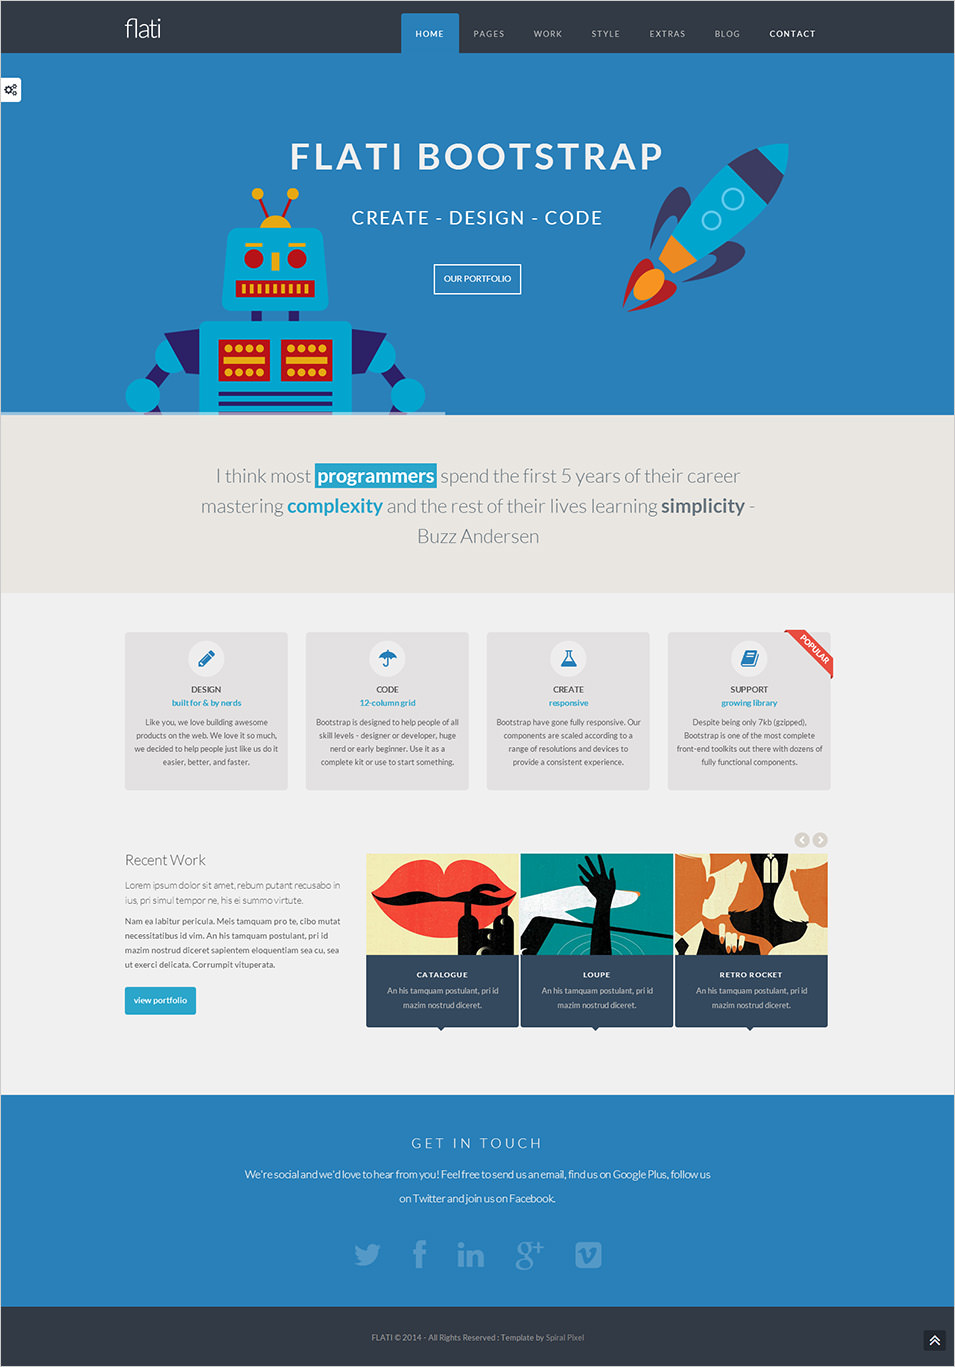 flati
HOME PAGES WORK STYLE EXTRAS BLOG CONTACT
FLATI BOOTSTRAP
CREATE - DESIGN - CODE
OUR PORTFOLIO
I think most programmers spend the first 5 years of their career
mastering complexity and the rest of their lives learning simplicity -
Buzz Andersen
DESIGN
built for & by nerds
Like you, we love building awesome
products on the web. We love it so much,
we decided to help people just like us do it
easier, better, and faster.
CODE
12-column grid
Bootstrap is designed to help people of all
skill levels - designer or developer, huge
nerd or early beginner. Use it as a
complete kit or use to start something.
CREATE
responsive
Bootstrap have gone fully responsive. Our
components are scaled according to a
range of resolutions and devices to
provide a consistent experience.
POPULAR
SUPPORT
growing library
Despite being only 7kb (gzipped),
Bootstrap is one of the most complete
front-end toolkits out there with dozens of
fully functional components.
Recent Work
Lorem ipsum dolor sit amet, rebum putant recusabo in
ius, pri simul tempor ne, his ei summo virtute.
Nam ea labitur pericula. Meis tamquam pro te, cibo mutat
necessitatibus id vim. An his tamquam postulant, pri id
mazim nostrud diceret sapientem eloquentiam sea cu, sea
ut exerci delicata. Corrumpit vituperata.
view portfolio
CATALOGUE
An his tamquam postulant, pri id
mazim nostrud diceret.
LOUPE
An his tamquam postulant, pri id
mazim nostrud diceret.
RETRO ROCKET
An his tamquam postulant, pri id
mazim nostrud diceret.
GET IN TOUCH
We're social and we'd love to hear from you! Feel free to send us an email, find us on Google Plus, follow us
on Twitter and join us on Facebook.
FLATI © 2014 - All Rights Reserved : Template by Spiral Pixel